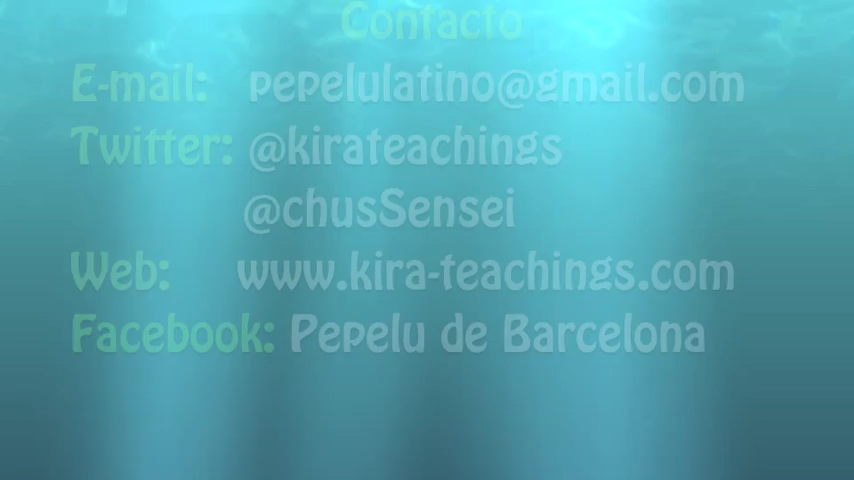 Contacto
E-mail: pepelulatino@gmail.com
Twitter: @kirateachings
@chusSensei
Web: www.kira-teachings.com
Facebook: Pepelu de Barcelona